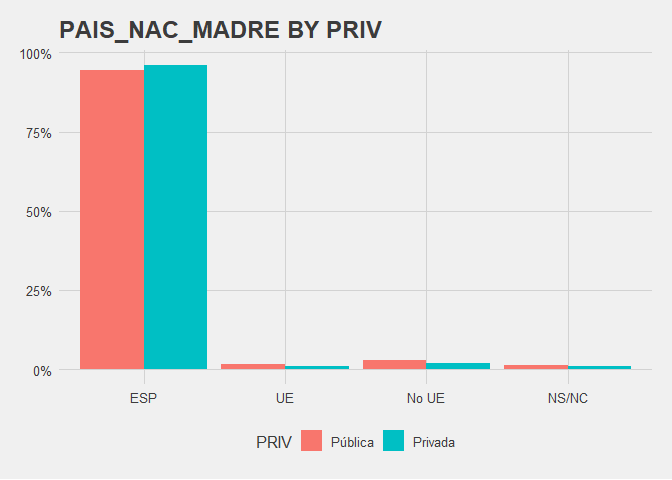 PAIS_NAC_MADRE BY PRIV
100%
75%
50%
25%
0%
ESP UE No UE NS/NC
PRIV Pública Privada